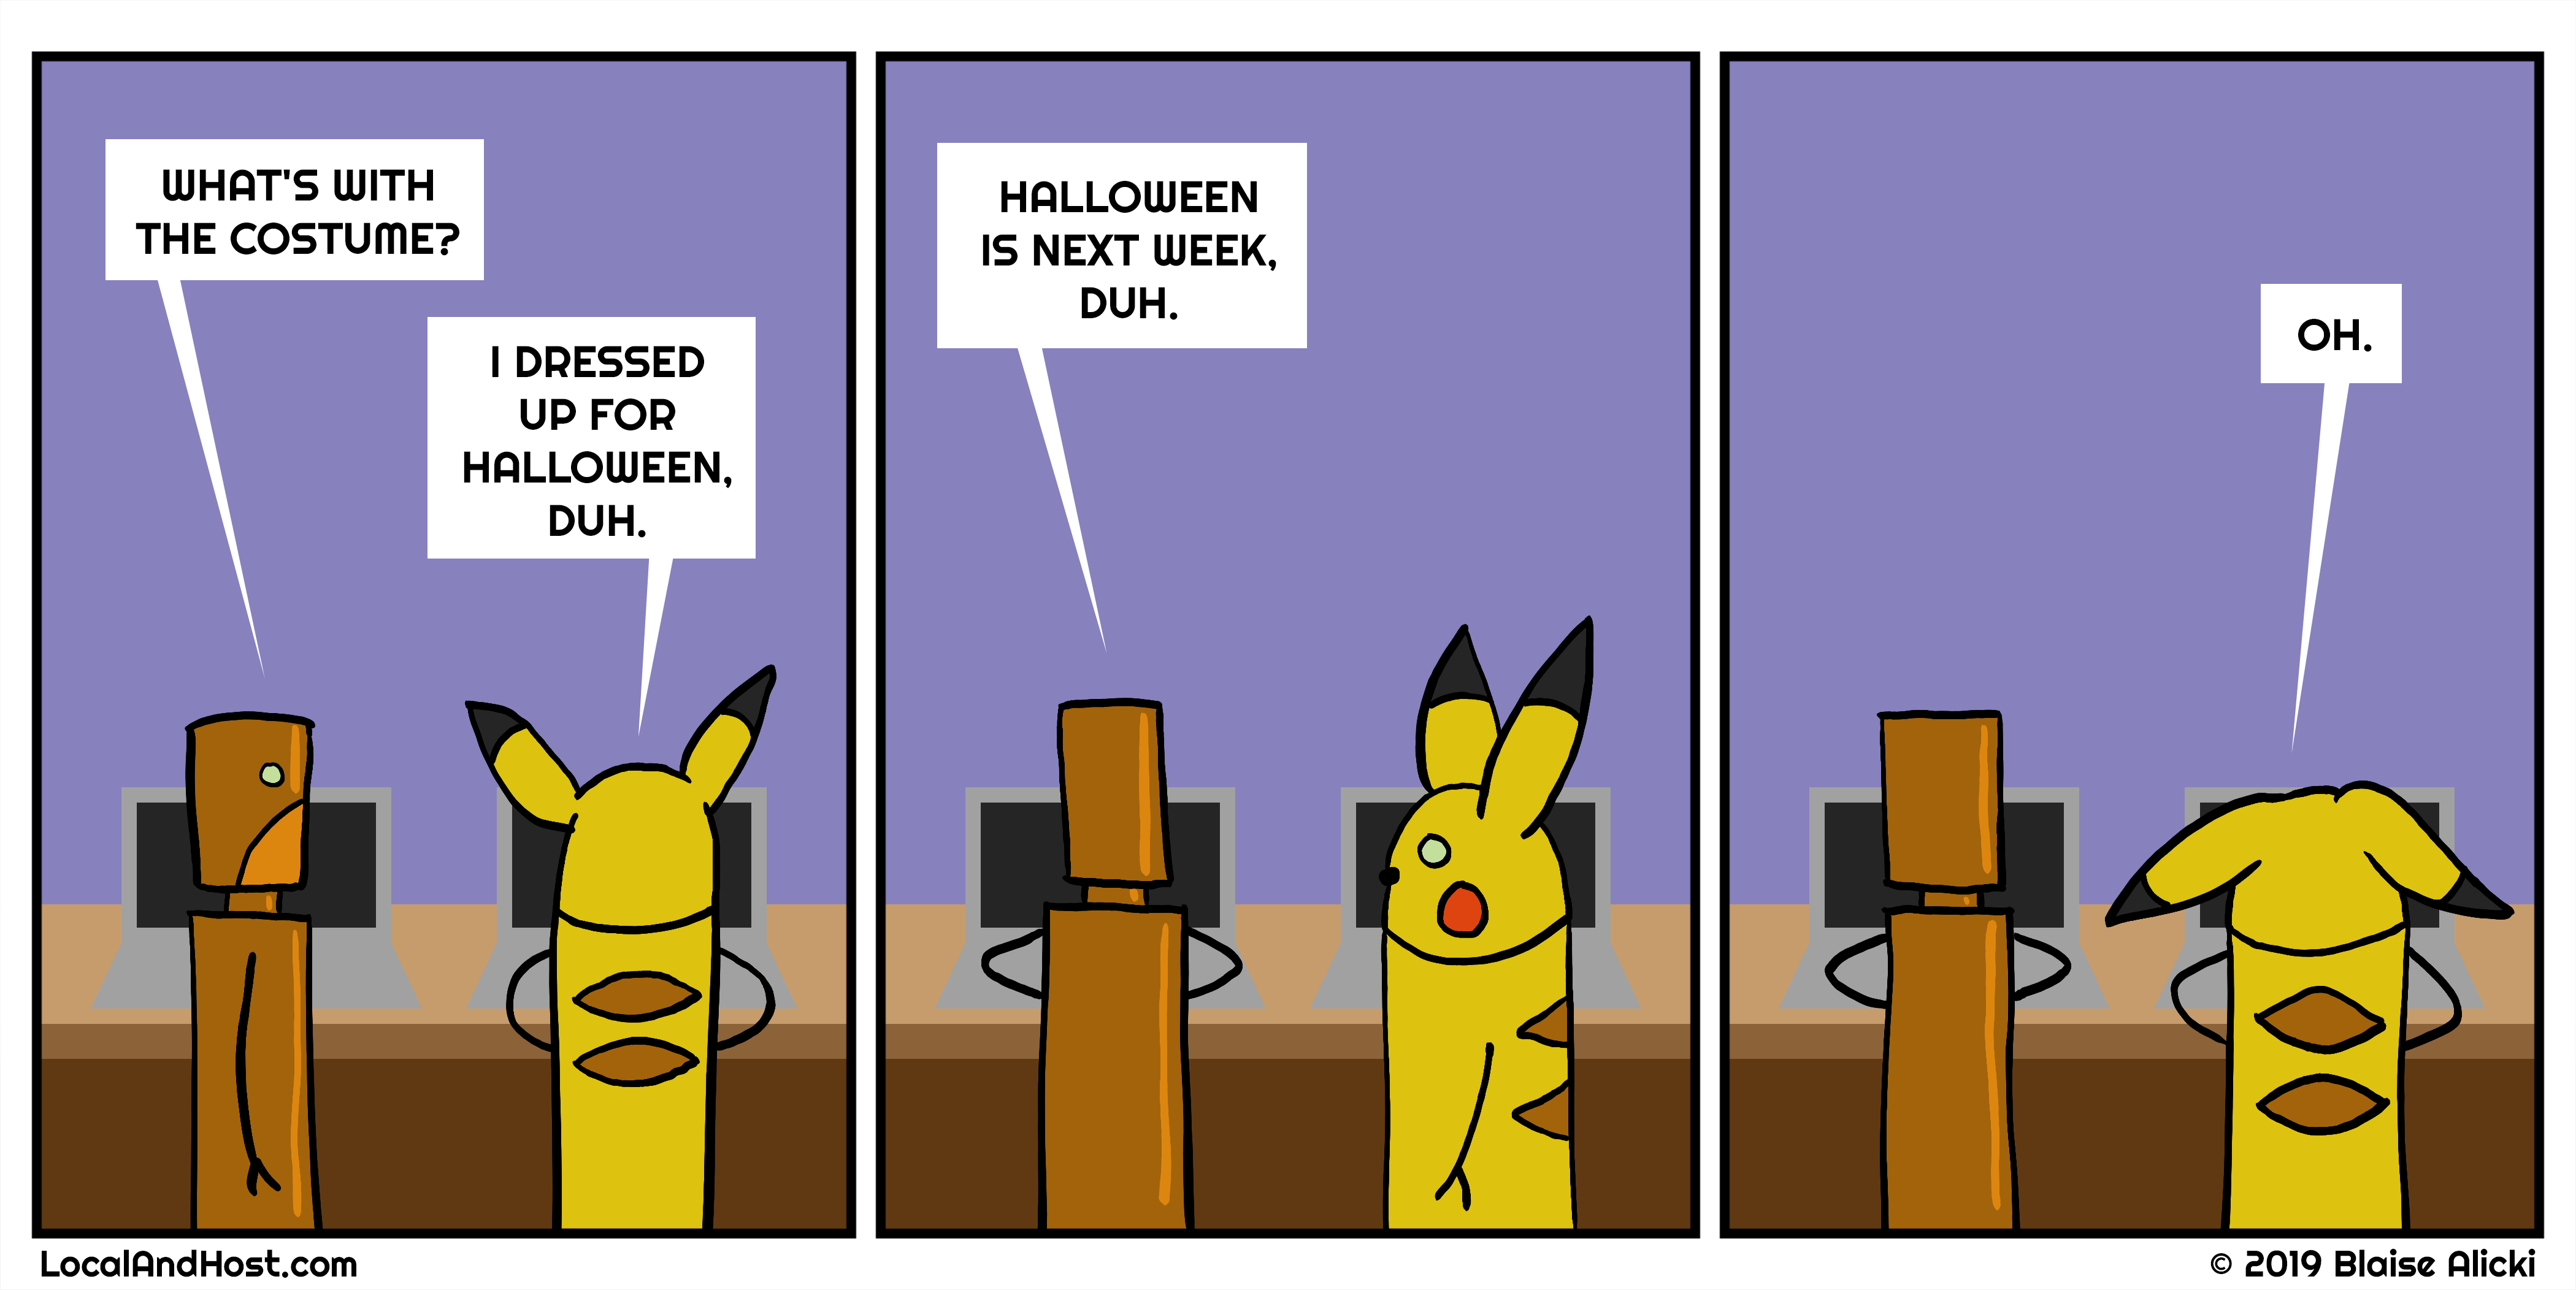 WHAT'S WITH
THE COSTUME?
I DRESSED
UP FOR
HALLOWEEN,
DUH.
HALLOWEEN
IS NEXT WEEK,
DUH.
OH.
LocalAndHost.com
© 2019 Blaise Alicki